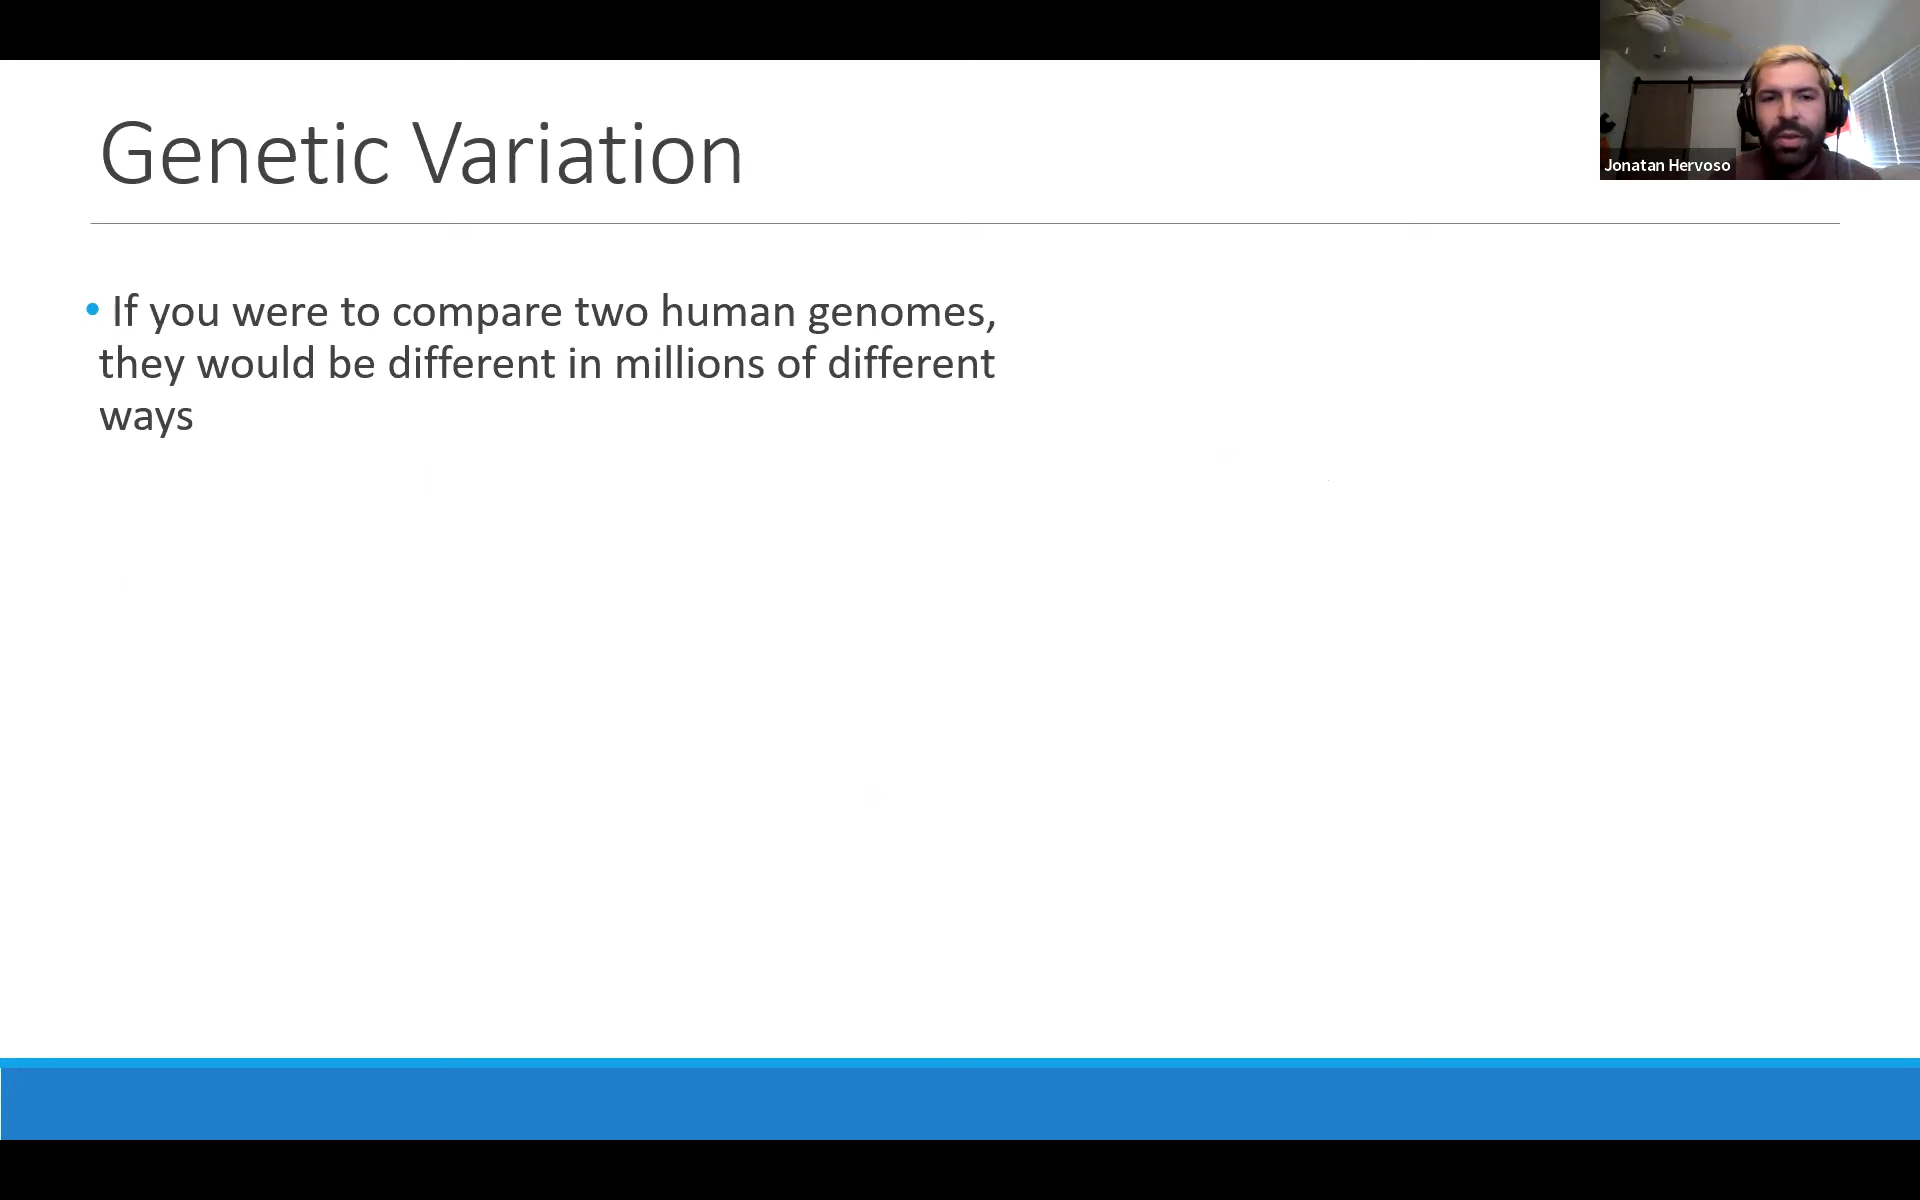 Genetic Variation
Jonatan Hervoso
• If you were to compare two human genomes,
they would be different in millions of different
ways